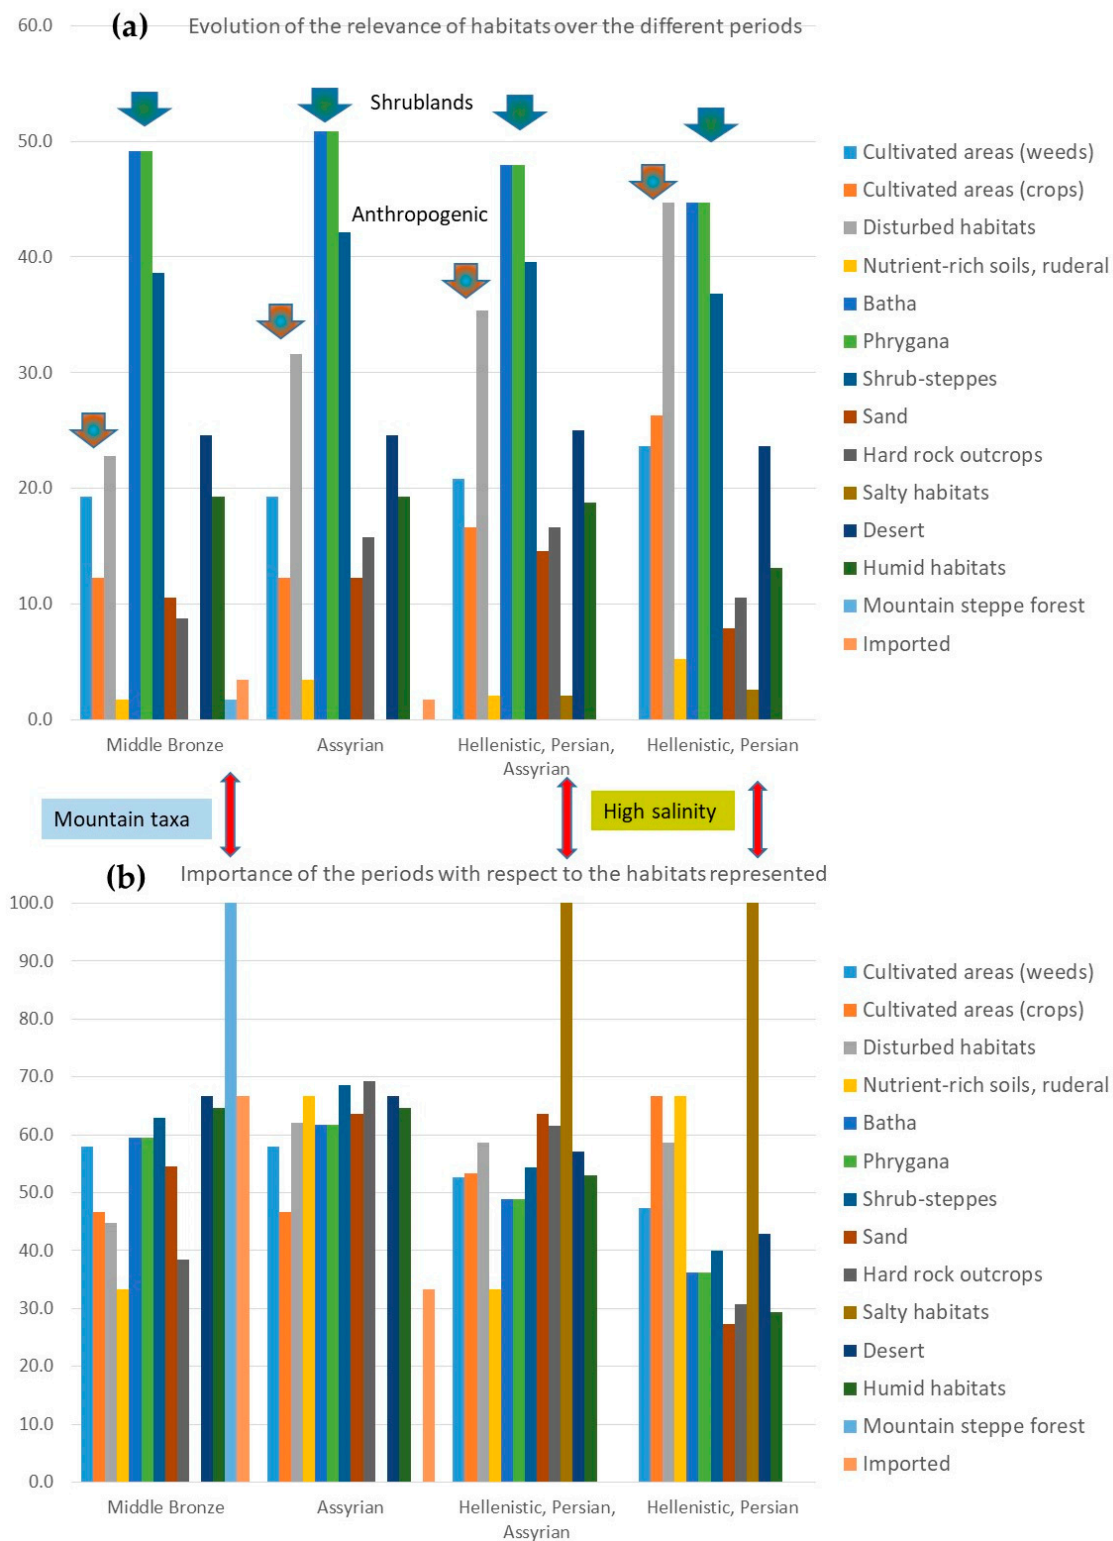 60.0
(a) Evolution of the relevance of habitats over the different periods
Shrublands
50.0
Anthropogenic
40.0
30.0
20.0
10.0
0.0
Cultivated areas (weeds)
Cultivated areas (crops)
Disturbed habitats
Nutrient-rich soils, ruderal
Batha
Phrygana
Shrub-steppes
Sand
Hard rock outcrops
Salty habitats
Desert
Humid habitats
Mountain steppe forest
Imported
Middle Bronze
Assyrian
Hellenistic, Persian,
Assyrian
Hellenistic, Persian
Mountain taxa
High salinity
(b) Importance of the periods with respect to the habitats represented
100.0
90.0
80.0
70.0
60.0
50.0
40.0
30.0
20.0
10.0
0.0
Cultivated areas (weeds)
Cultivated areas (crops)
Disturbed habitats
Nutrient-rich soils, ruderal
Batha
Phrygana
Shrub-steppes
Sand
Hard rock outcrops
Salty habitats
Desert
Humid habitats
Mountain steppe forest
Imported
Middle Bronze
Assyrian
Hellenistic, Persian,
Assyrian
Hellenistic, Persian